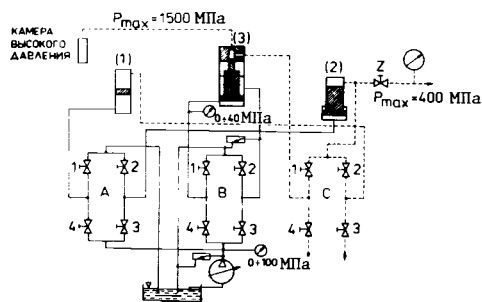 Pmax=1500 МПа
КАМЕРА
ВЫСОКОГО
ДАВЛЕНИЯ
(1)
(3)
(2)
Z
Pmax=400 МПа
0÷40 МПа
1
2
A
4
3
1
2
B
4
3
1
2
C
4
3
0÷100 МПа